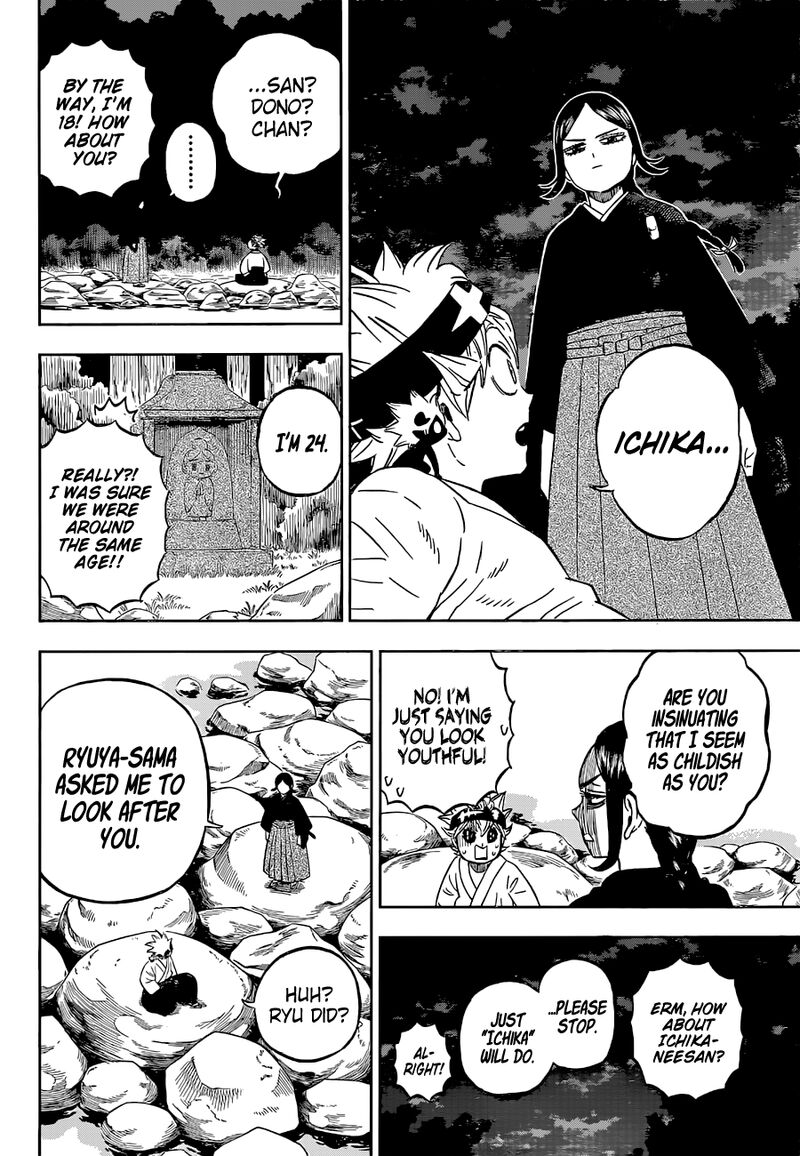 ICHIKA...
...SAN?
DONO?
CHAN?
BY THE
WAY, I'M
18! HOW
ABOUT
YOU?
I'M 24.
REALLY?!
I WAS SURE
WE WERE
AROUND
THE SAME
AGE!!
ARE YOU
INSINUATING
THAT I SEEM
AS CHILDISH
AS YOU?
NO! I'M
JUST SAYING
YOU LOOK
YOUTHFUL!
ERM, HOW
ABOUT
ICHIKA-
NEESAN?
...PLEASE
STOP.
JUST
"ICHIKA"
WILL DO.
AL-
RIGHT!
RYUYA-SAMA
ASKED ME TO
LOOK AFTER
YOU.
HUH?
RYU DID?